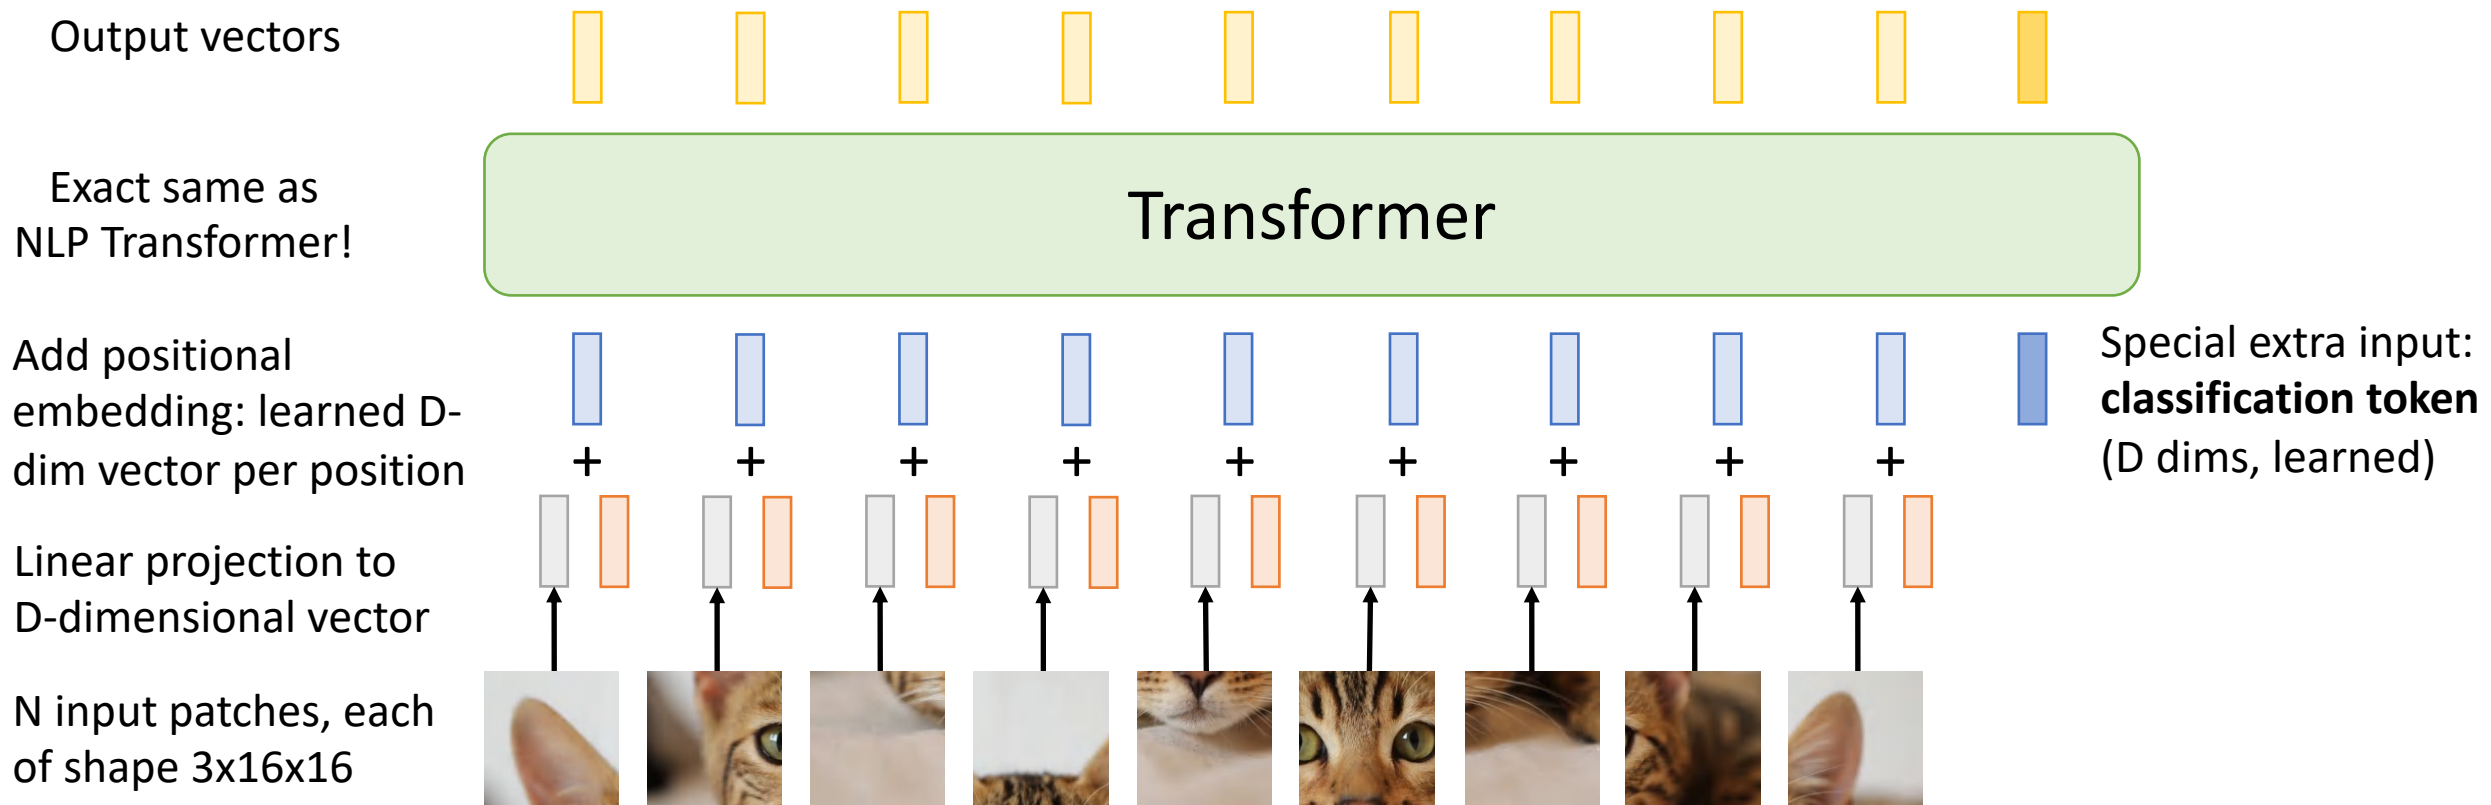 Output vectors
Exact same as
NLP Transformer!
Transformer
Add positional
embedding: learned D-
dim vector per position
Special extra input:
classification token
(D dims, learned)
+ + + + + + + + +
Linear projection to
D-dimensional vector
N input patches, each
of shape 3x16x16